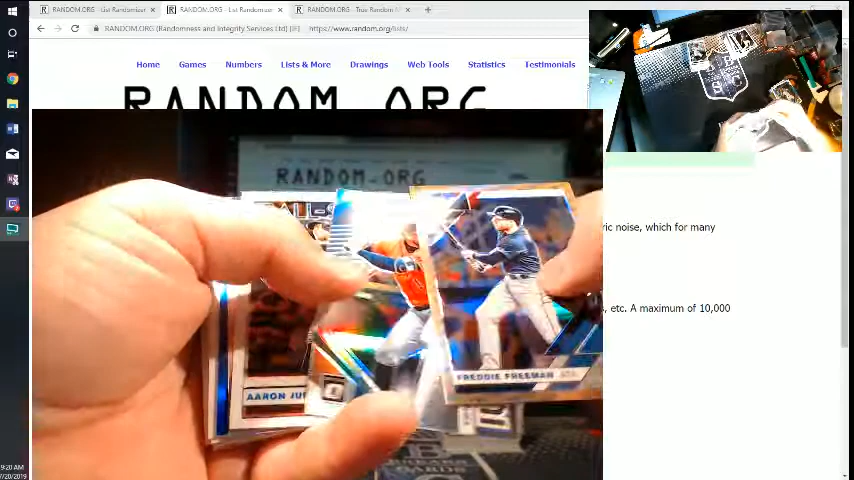 RANDOM.ORG - List Randomizer
RANDOM.ORG - List Randomizer
RANDOM.ORG - True Random N
RANDOM.ORG (Randomness and Integrity Services Ltd) [IE]
https://www.random.org/lists/
Home
Games
Numbers
Lists & More
Drawings
Web Tools
Statistics
Testimonials
RANDOM.ORG
RANDOM.ORG
ric noise, which for many
s, etc. A maximum of 10,000
FREDDIE FREEMAN
AARON JU
CARDS
9:20 AM
7/20/2019